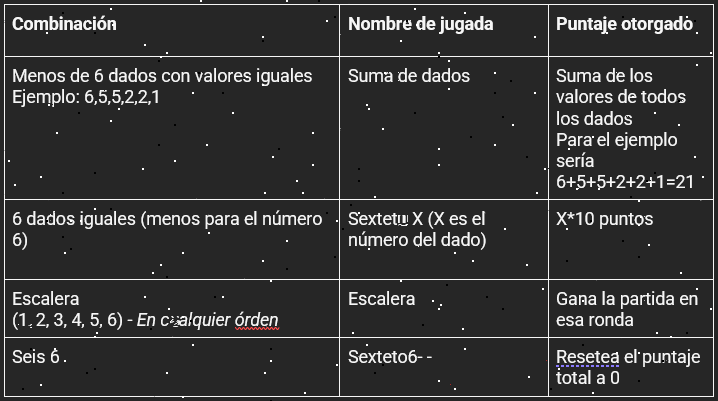 Combinación Nombre de jugada Puntaje otorgado
Menos de 6 dados con valores iguales
Ejemplo: 6,5,5,2,2,1
Suma de dados
Suma de los
valores de todos
los dados
Para el ejemplo
sería
6+5+5+2+2+1=21
6 dados iguales (menos para el número
6)
Sexteto X (X es el
número del dado)
X*10 puntos
Escalera
(1, 2, 3, 4, 5, 6) - En cualquier órden
Escalera
Gana la partida en
esa ronda
Seis 6
Sexteto6- -
Resetea el puntaje
total a 0